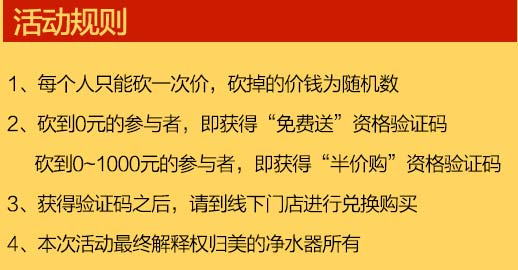 活动规则
1、每个人只能砍一次价，砍掉的价钱为随机数
2、砍到0元的参与者，即获得“免费送”资格验证码
砍到0~1000元的参与者，即获得“半价购”资格验证码
3、获得验证码之后，请到线下门店进行兑换购买
4、本次活动最终解释权归美的净水器所有